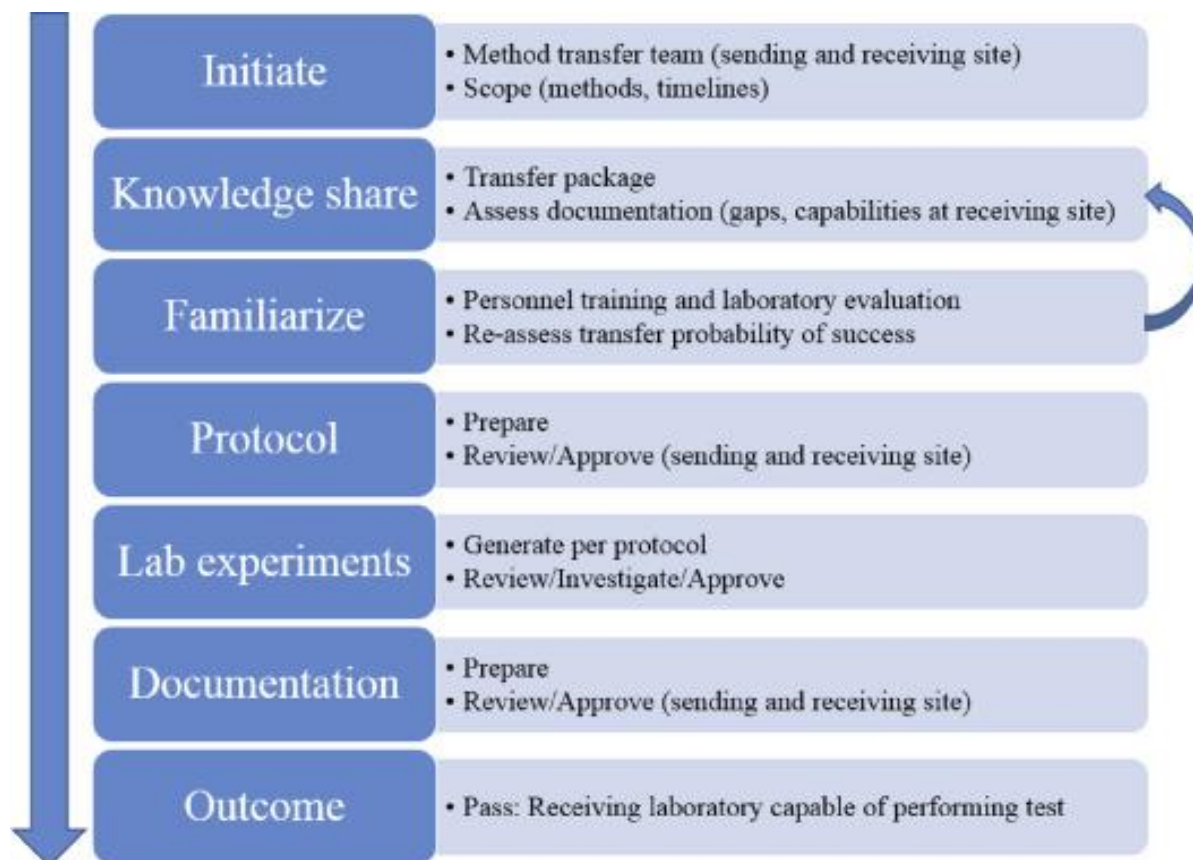 Initiate
• Method transfer team (sending and receiving site)
• Scope (methods, timelines)
Knowledge share
• Transfer package
• Assess documentation (gaps, capabilities at receiving site)
Familiarize
• Personnel training and laboratory evaluation
• Re-assess transfer probability of success
Protocol
• Prepare
• Review/Approve (sending and receiving site)
Lab experiments
• Generate per protocol
• Review/Investigate/Approve
Documentation
• Prepare
• Review/Approve (sending and receiving site)
Outcome
• Pass: Receiving laboratory capable of performing test